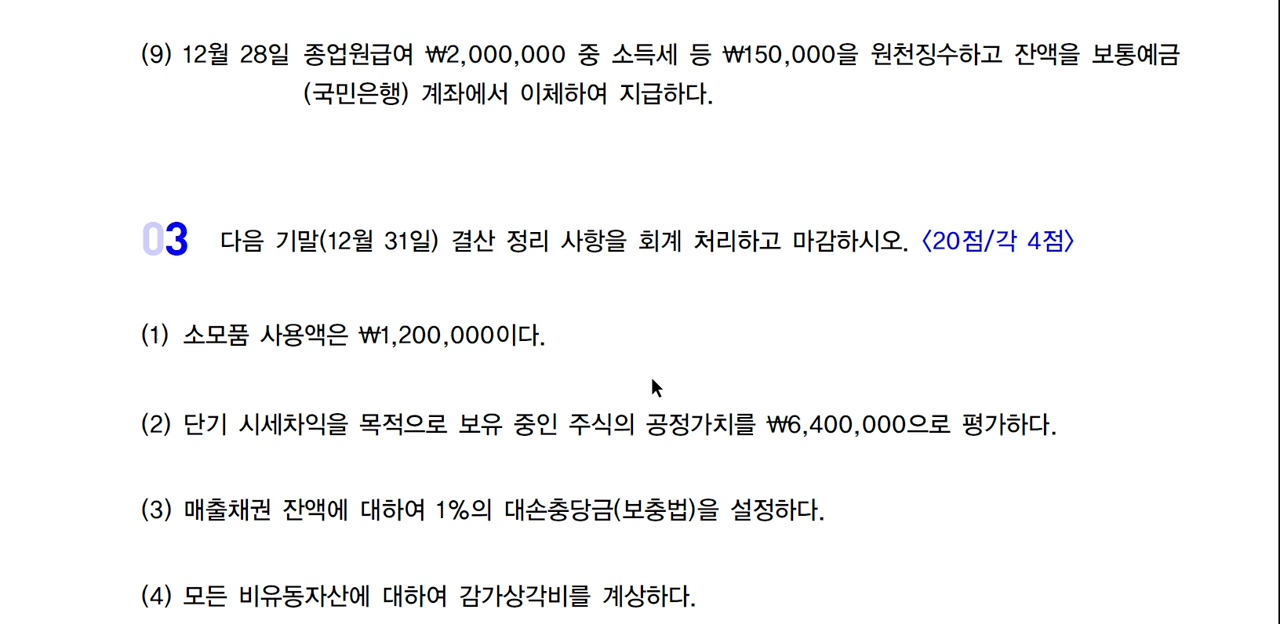 (9) 12월 28일 종업원급여 ₩2,000,000 중 소득세 등 ₩150,000을 원천징수하고 잔액을 보통예금
(국민은행) 계좌에서 이체하여 지급하다.
03 다음 기말(12월 31일) 결산 정리 사항을 회계 처리하고 마감하시오. 〈20점/각 4점〉
(1) 소모품 사용액은 ₩1,200,000이다.
(2) 단기 시세차익을 목적으로 보유 중인 주식의 공정가치를 ₩6,400,000으로 평가하다.
(3) 매출채권 잔액에 대하여 1%의 대손충당금(보충법)을 설정하다.
(4) 모든 비유동자산에 대하여 감가상각비를 계상하다.